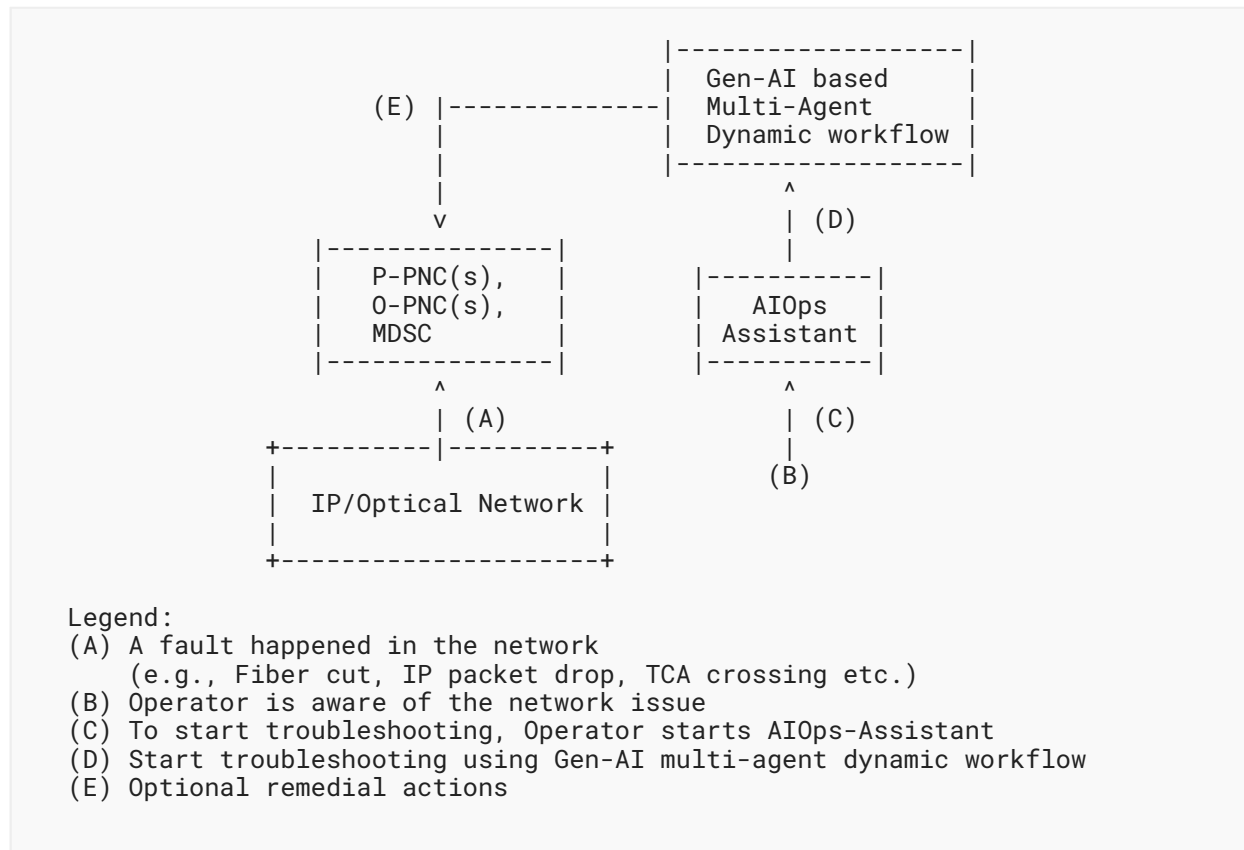 |-------------------|
|  Gen-AI based     |
(E) |--------------|  Multi-Agent      |
|              |  Dynamic workflow |
|              |-------------------|
|                      ^
v                      | (D)
|---------------|              |
|   P-PNC(s),   |        |-----------|
|   O-PNC(s),   |        |   AIOps   |
|   MDSC        |        | Assistant |
|---------------|        |-----------|
^                      ^
| (A)                  | (C)
+----------|----------+           |
|                     |          (B)
|  IP/Optical Network |
|                     |
+---------------------+
Legend:
(A) A fault happened in the network
(e.g., Fiber cut, IP packet drop, TCA crossing etc.)
(B) Operator is aware of the network issue
(C) To start troubleshooting, Operator starts AIOps-Assistant
(D) Start troubleshooting using Gen-AI multi-agent dynamic workflow
(E) Optional remedial actions